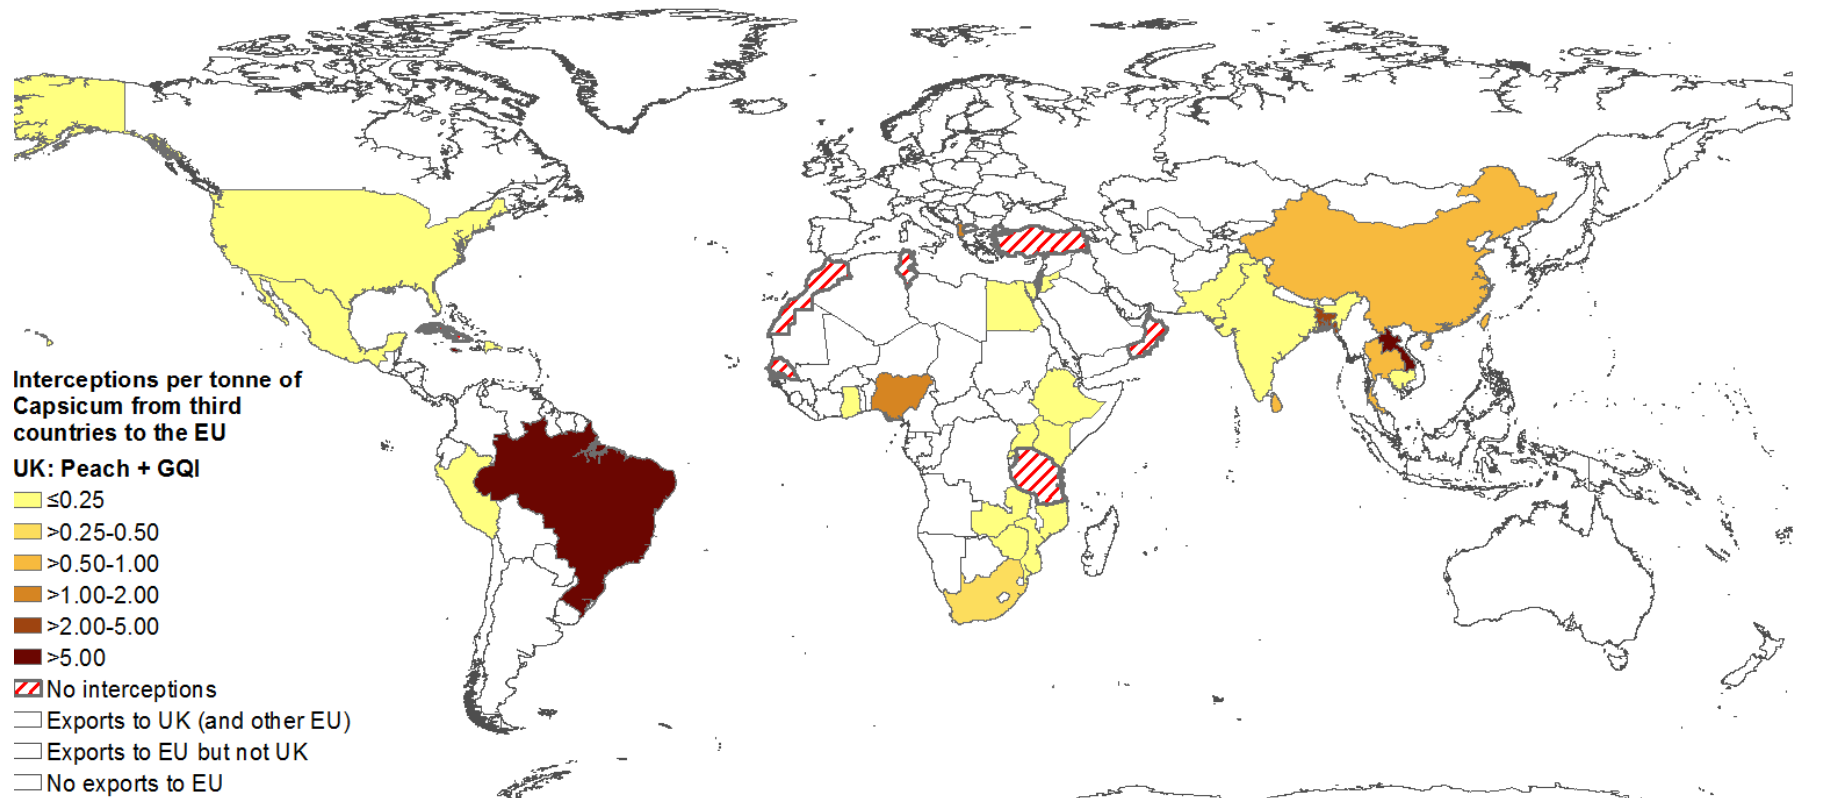 Interceptions per tonne of
Capsicum from third
countries to the EU
UK: Peach + GQI
≤0.25
>0.25-0.50
>0.50-1.00
>1.00-2.00
>2.00-5.00
>5.00
No interceptions
Exports to UK (and other EU)
Exports to EU but not UK
No exports to EU